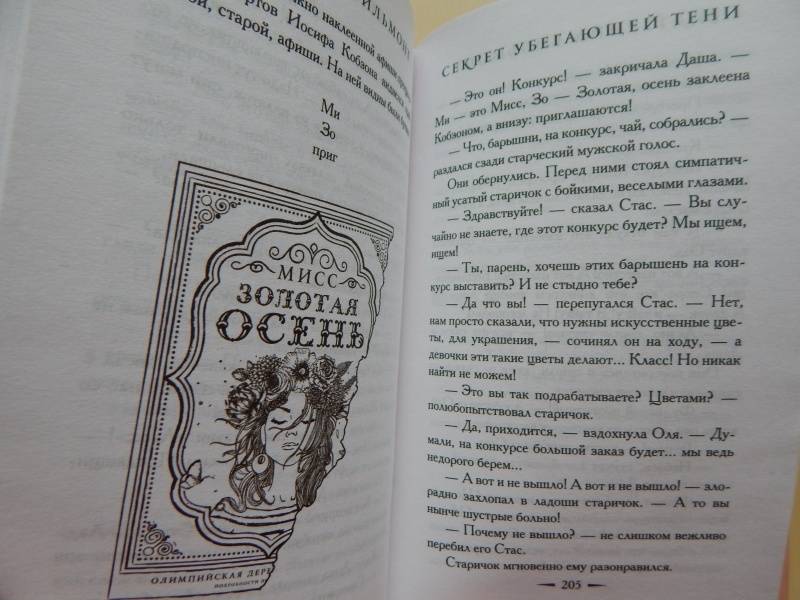 ИЛЬМОНТ
наклеенной афиши
Иосифа Кобзона виднелся
старой, афиши. На ней видны были
Ми
Зо
приг
МИСС
ЗОЛОТАЯ
ОСЕНЬ
ОЛИМПИЙСКАЯ ДЕРЕ
СЕКРЕТ УБЕГАЮЩЕЙ ТЕНИ
— Это он! Конкурс! — закричала Даша. —
Ми — это Мисс, Зо — Золотая, осень заклеена
Кобзоном, а внизу: приглашаются!
— Что, барышни, на конкурс, чай, собрались? —
раздался сзади старческий мужской голос.
Они обернулись. Перед ними стоял симпатич-
ный усатый старичок с бойкими, веселыми глазами.
— Здравствуйте! — сказал Стас. — Вы слу-
чайно не знаете, где этот конкурс будет? Мы ищем,
ищем!
— Ты, парень, хочешь этих барышень на кон-
курс выставить? И не стыдно тебе?
— Да что вы! — перепугался Стас. — Нет,
нам просто сказали, что нужны искусственные цве-
ты, для украшения, — сочинял он на ходу, — а
девочки эти такие цветы делают... Класс! Но никак
найти не можем!
— Это вы так подрабатываете? Цветами? —
полюбопытствовал старичок.
— Да, приходится, — вздохнула Оля. — Ду-
мали, на конкурсе большой заказ будет... мы ведь
недорого берем...
— А вот и не вышло! А вот и не вышло! — зло-
радно захлопал в ладоши старичок. — А то вы
нынче шустрые больно!
— Почему не вышло? — не слишком вежливо
перебил его Стас.
Старичок мгновенно ему разонравился.
205